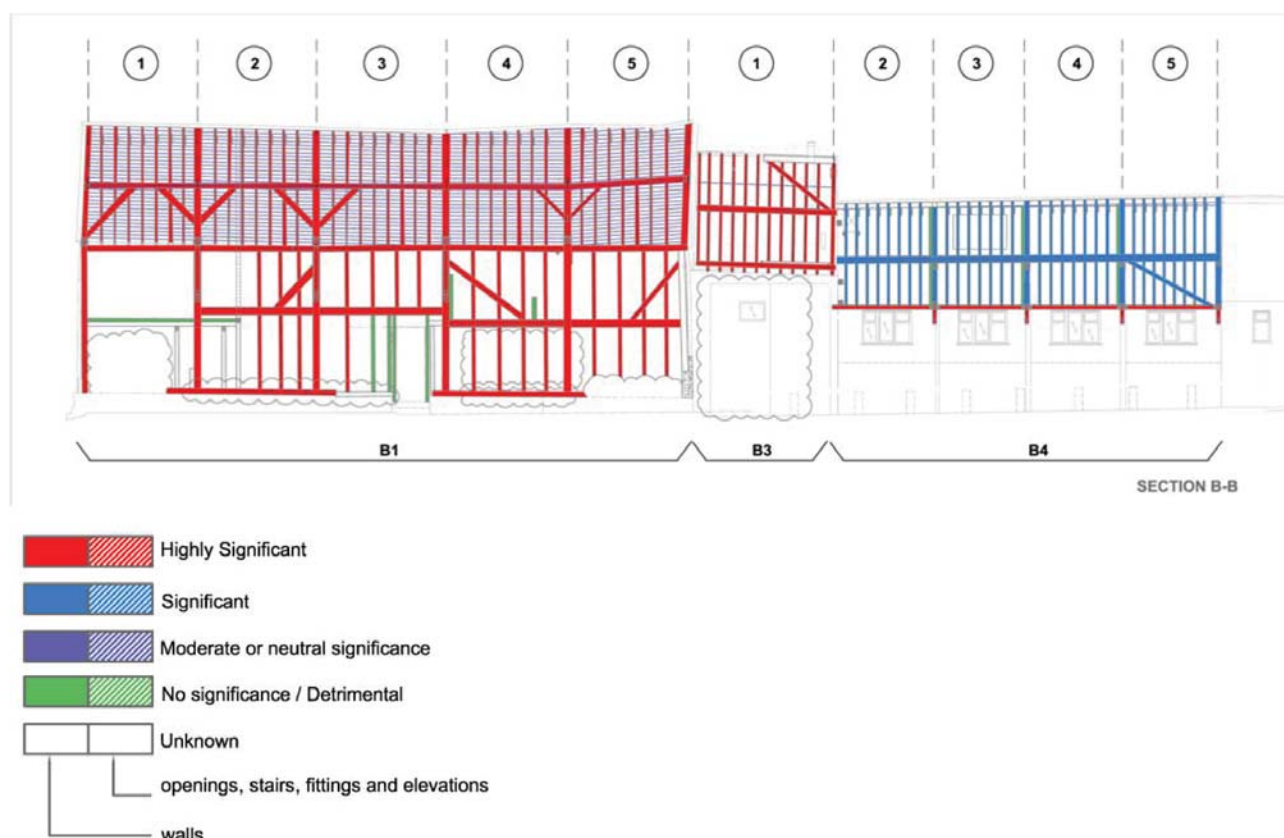 1 2 3 4 5 1 2 3 4 5
B1 B3 B4
SECTION B-B
Highly Significant
Significant
Moderate or neutral significance
No significance / Detrimental
Unknown
openings, stairs, fittings and elevations
walls